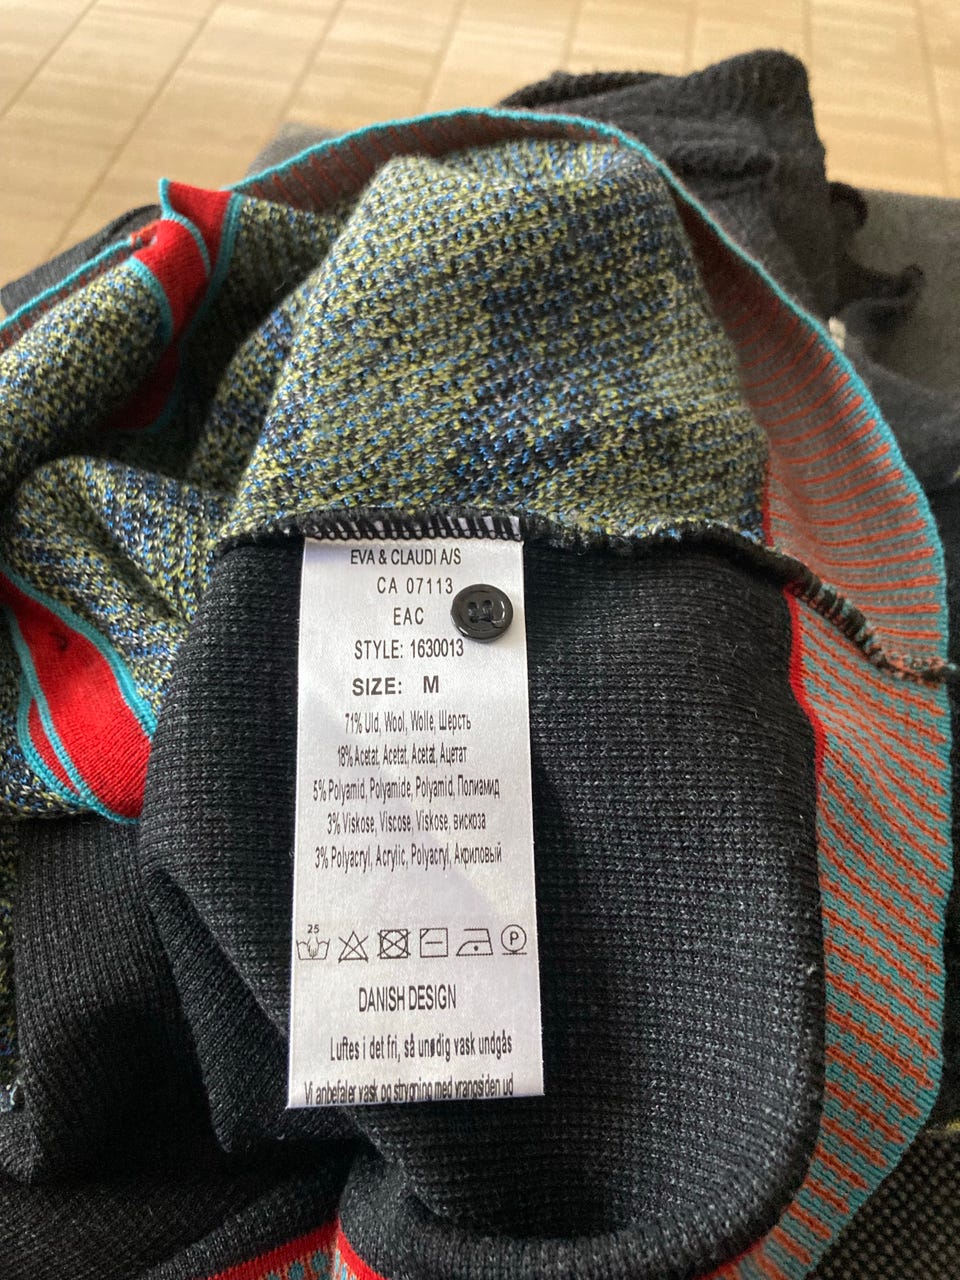 EVA & CLAUDI A/S
CA 07113
EAC
STYLE: 1630013
SIZE: M
71% Uld, Wool, Wolle, Шерсть
18% Acetat, Acetat, Acetat, Ацетат
5% Polyamid, Polyamide, Polyamid, Полиамид
3% Viskose, Viscose, Viskose, вискоза
3% Polyacryl, Acrylic, Polyacryl, Акриловый
25
P
DANISH DESIGN
Luftes i det fri, så unødig vask undgås
Vi anbefaler vask og strygning med vrangsiden ud